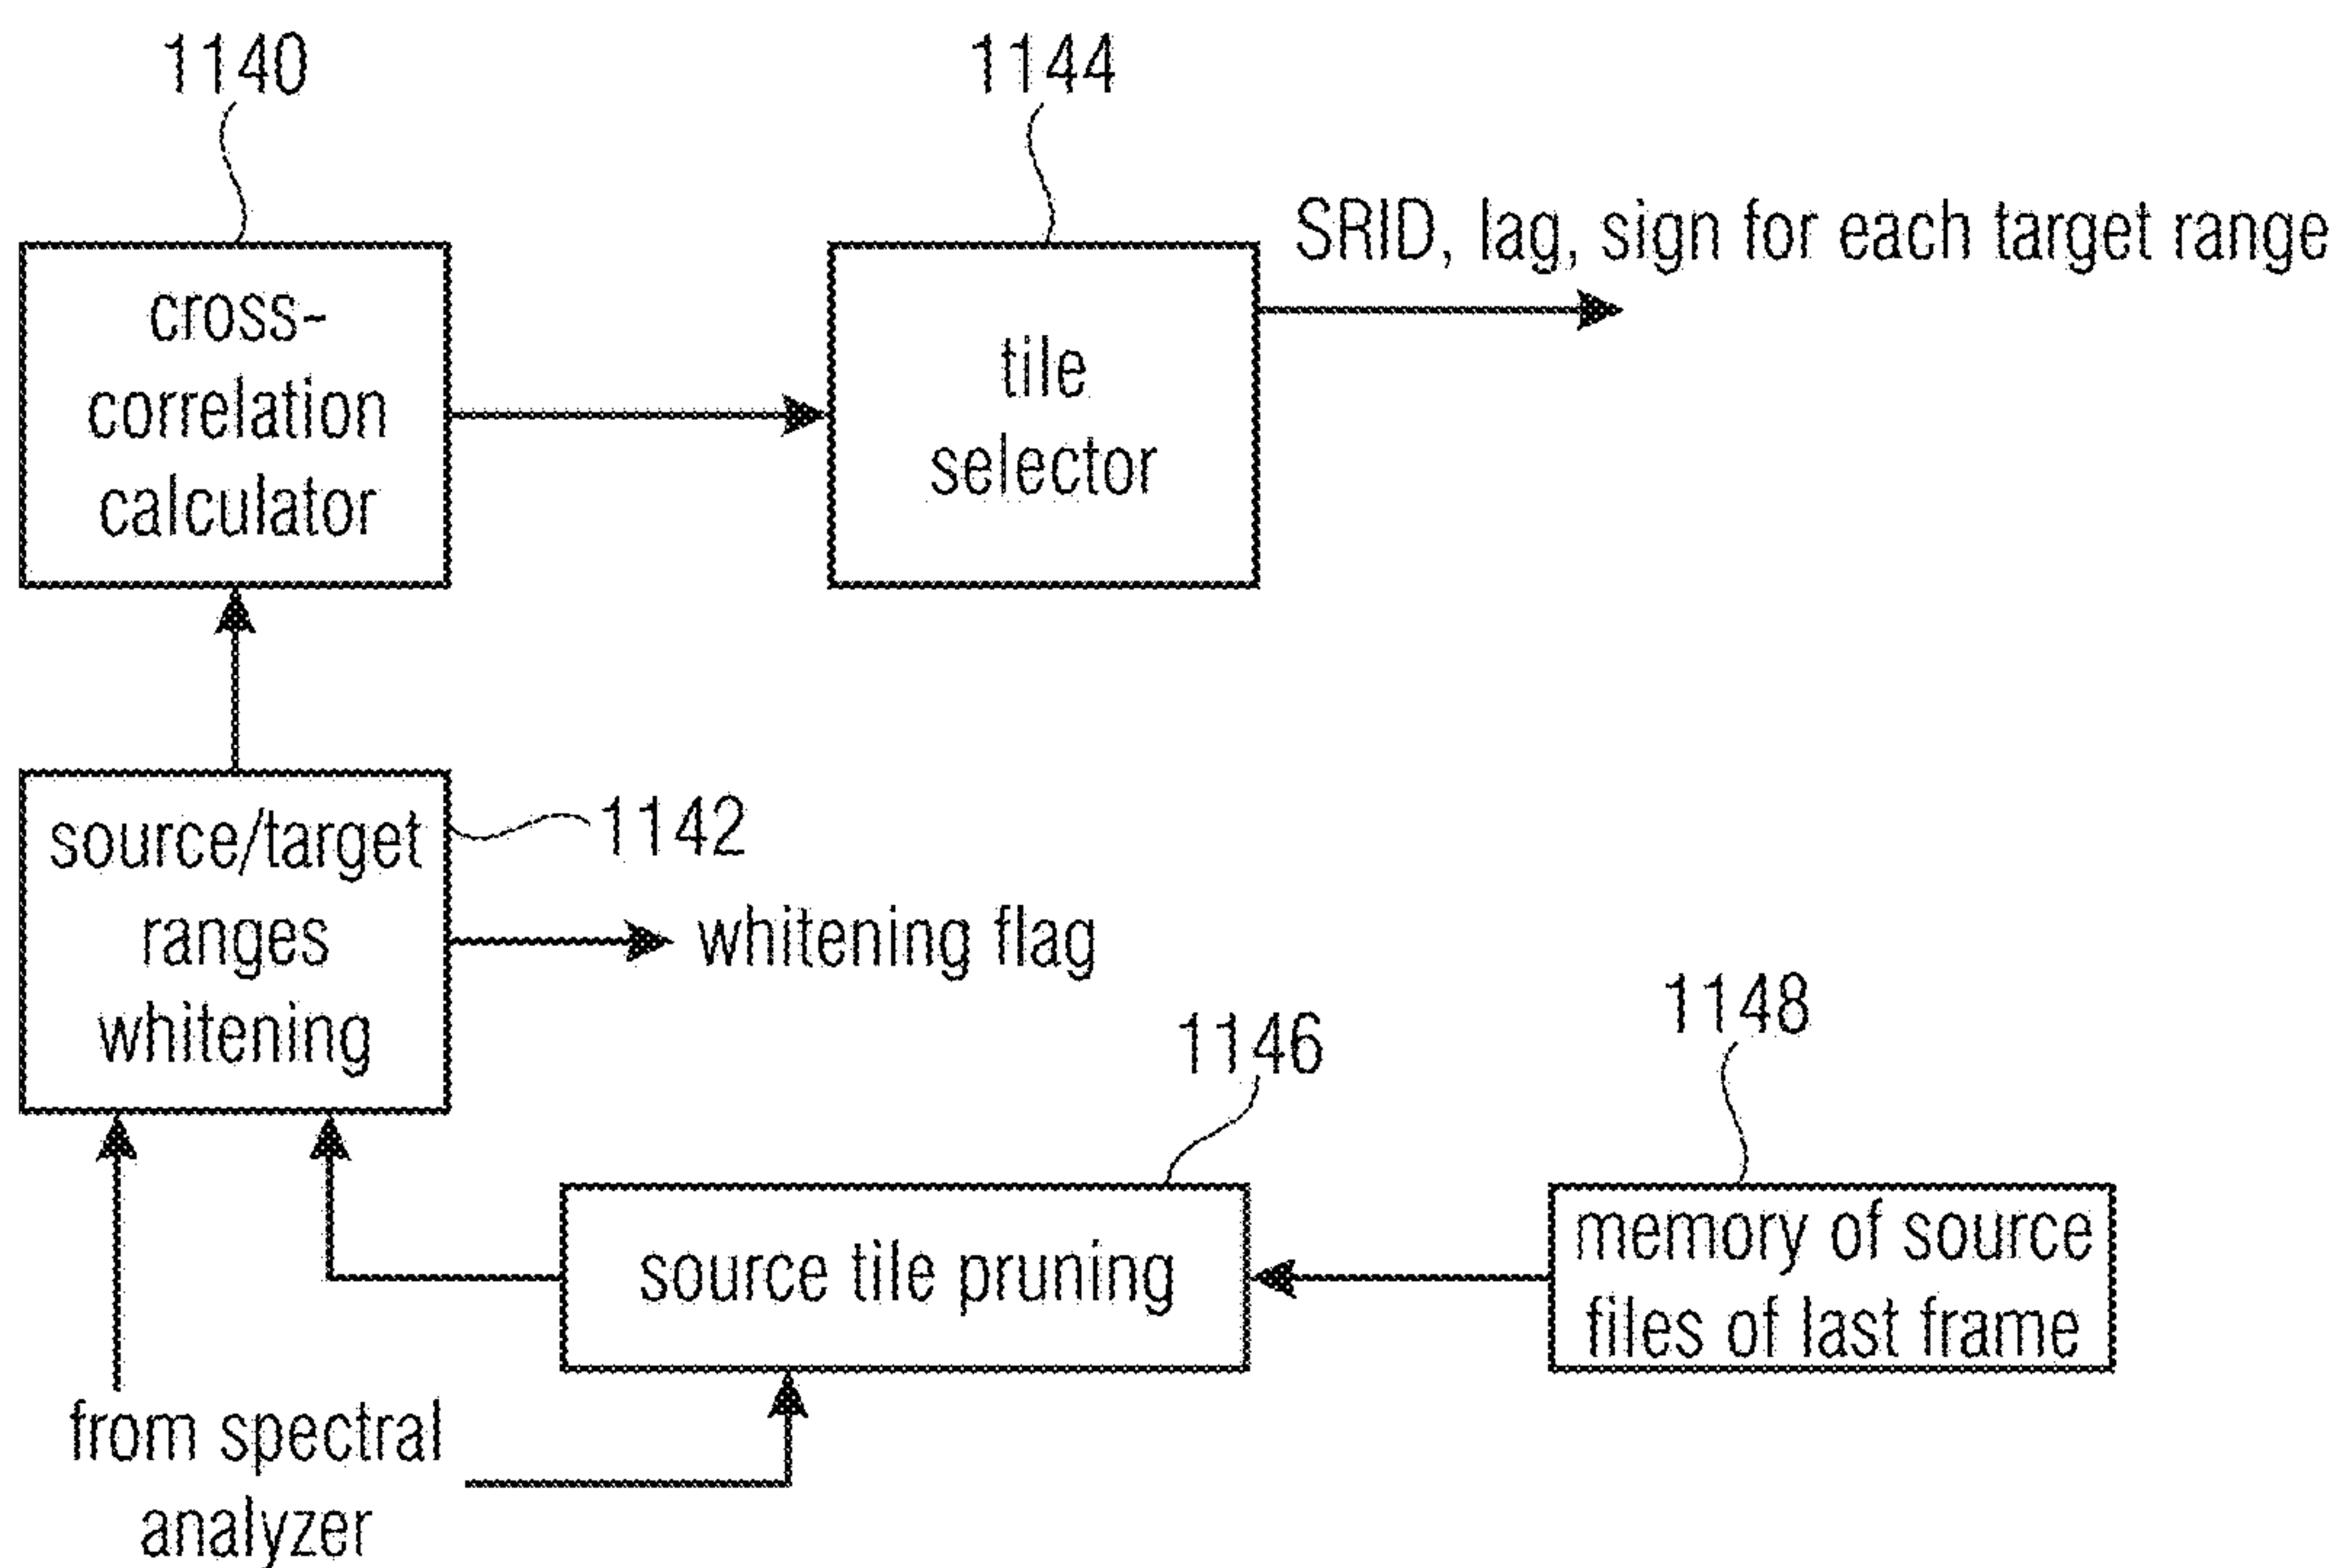 1140
1144
SRID, lag, sign for each target range
cross-
correlation
calculator
tile
selector
source/target
ranges
whitening
1142
whitening flag
1146
1148
source tile pruning
memory of source
files of last frame
from spectral
analyzer